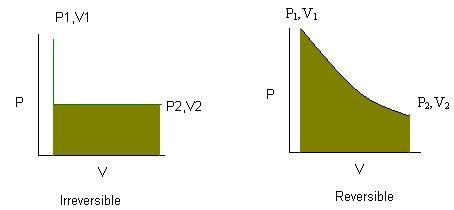 P1,V1
P
P2,V2
V
Irreversible
P₁,V₁
P
P₂,V₂
V
Reversible